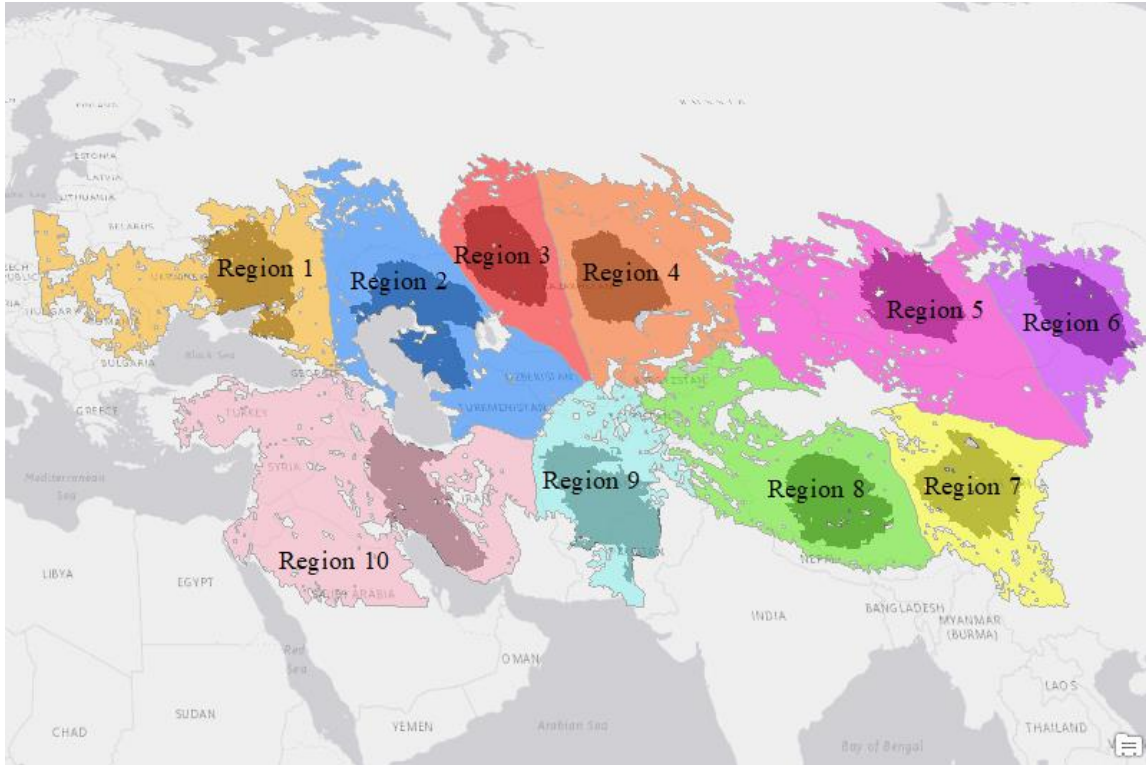 FINLAND
RUSSIA
ESTONIA
LATVIA
LITHUANIA
BELARUS
Region 1
Region 2
Region 3
Region 4
Region 5
Region 6
UKRAINE
HUNGARY
BULGARIA
Black Sea
GEORGIA
UZBEKISTAN
TURKMENISTAN
GREECE
TURKEY
Mediterranean
Sea
SYRIA
IRAN
Region 9
Region 8
Region 7
Region 10
LIBYA
EGYPT
SAUDI ARABIA
NEPAL
INDIA
BANGLADESH
MYANMAR
(BURMA)
OMAN
Red
Sea
LAOS
CHAD
SUDAN
YEMEN
Arabian Sea
Bay of Bengal
THAILAND